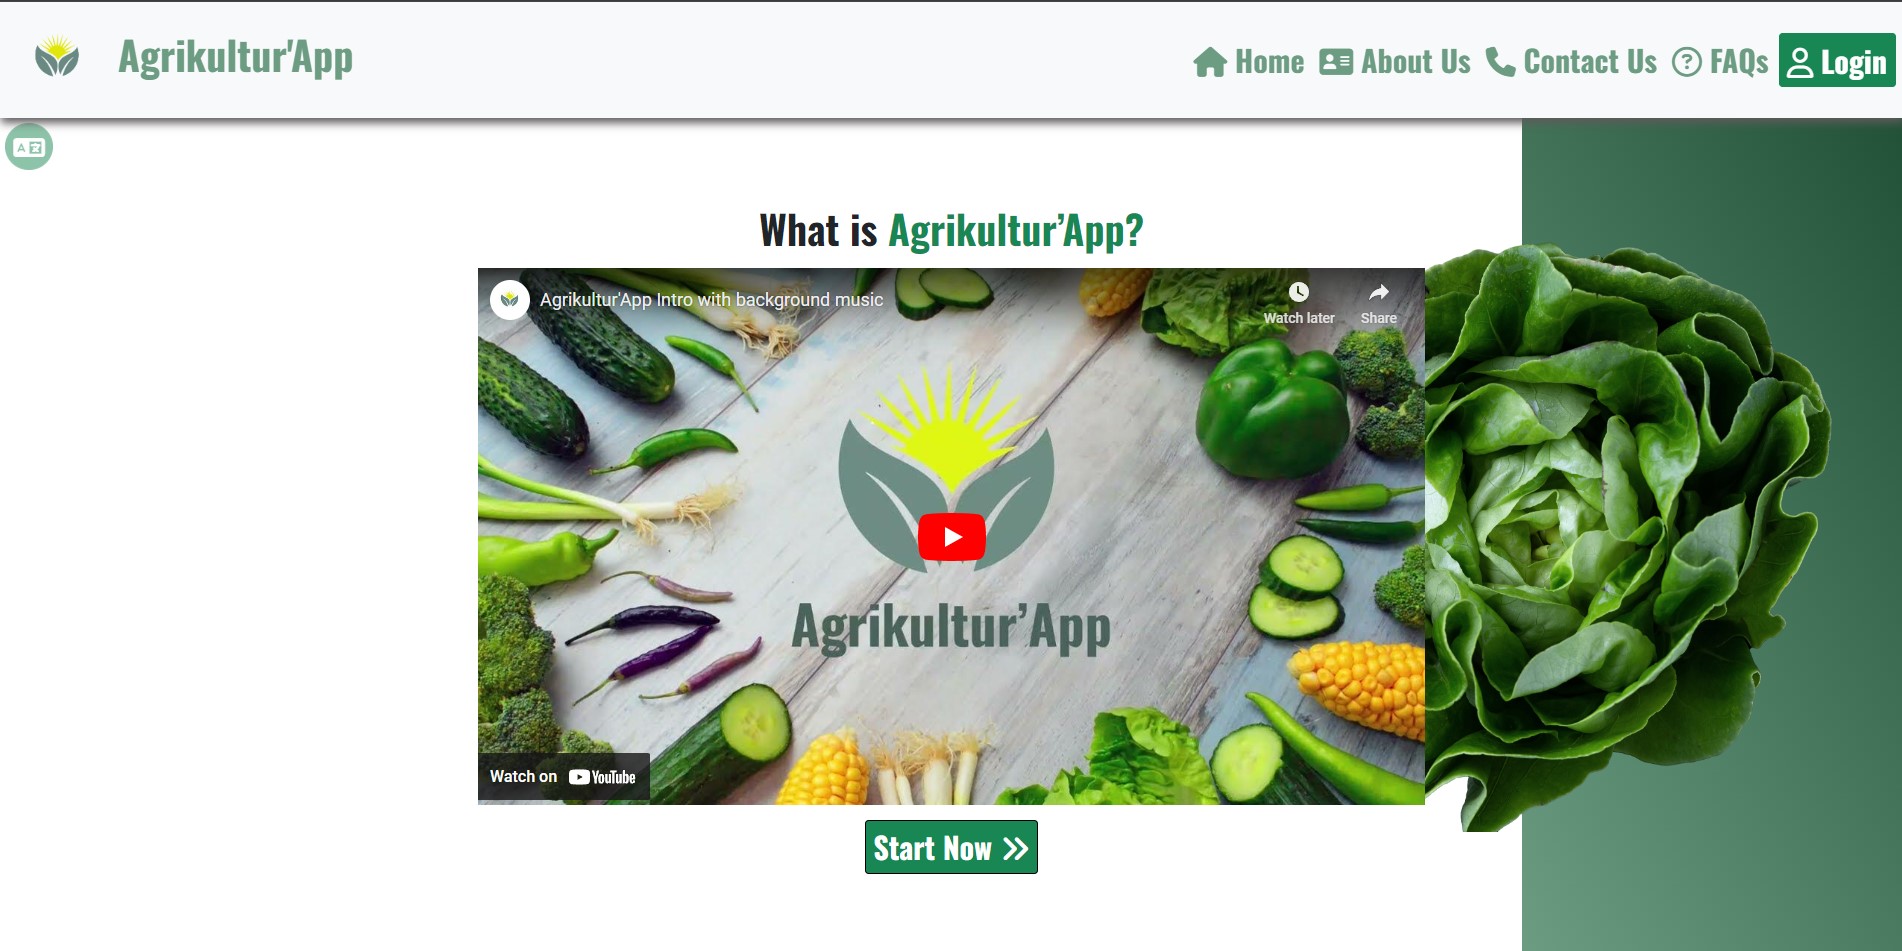 Agrikultur'App
Home About Us Contact Us FAQs Login
A 文
What is Agrikultur’App?
Agrikultur'App Intro with background music
Watch later Share
Agrikultur’App
Watch on YouTube
Start Now